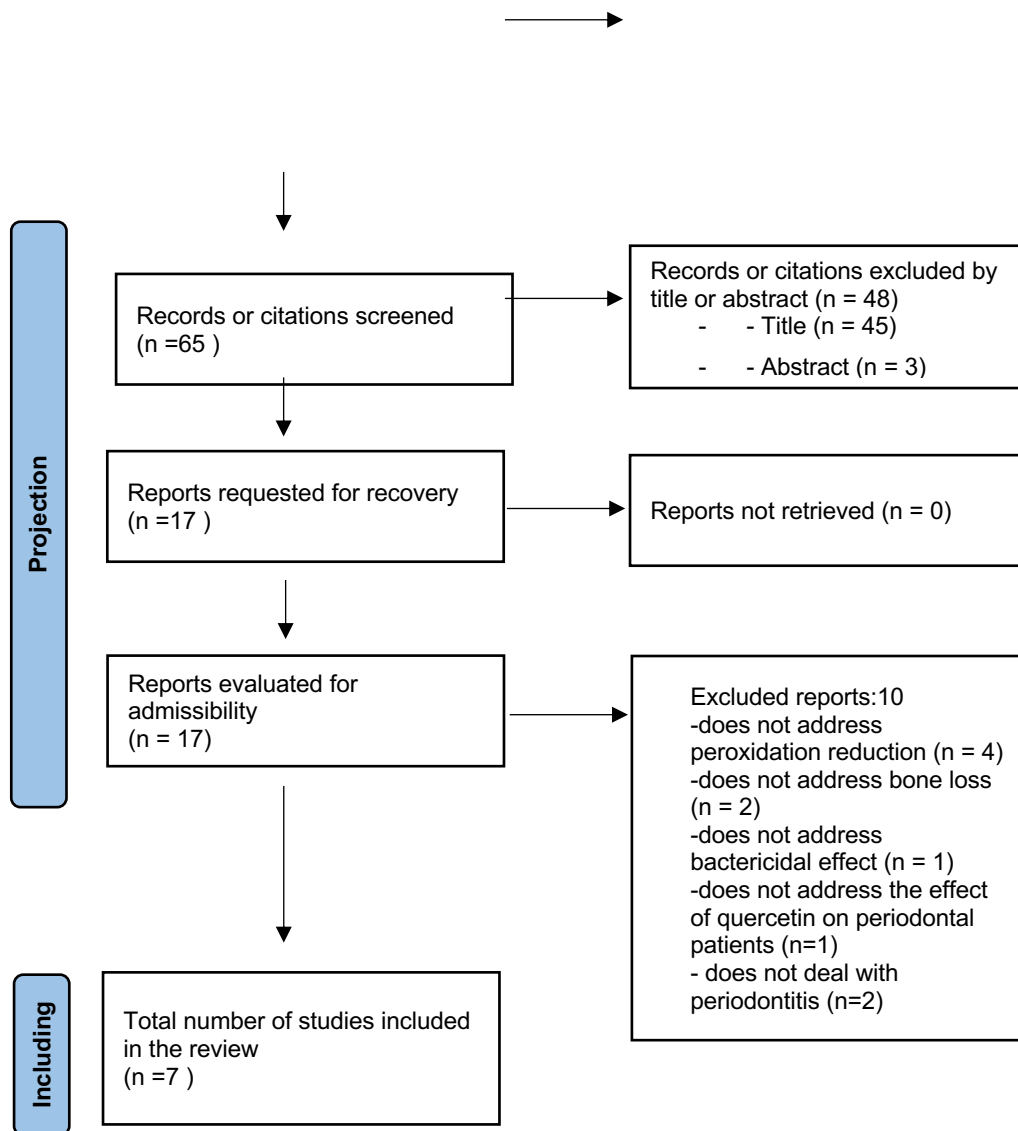 Projection
Records or citations screened
(n =65 )
Records or citations excluded by
title or abstract (n = 48)
- - Title (n = 45)
- - Abstract (n = 3)
Reports requested for recovery
(n =17 )
Reports not retrieved (n = 0)
Reports evaluated for
admissibility
(n = 17)
Excluded reports:10
-does not address
peroxidation reduction (n = 4)
-does not address bone loss
(n = 2)
-does not address
bactericidal effect (n = 1)
-does not address the effect
of quercetin on periodontal
patients (n=1)
- does not deal with
periodontitis (n=2)
Including
Total number of studies included
in the review
(n =7 )